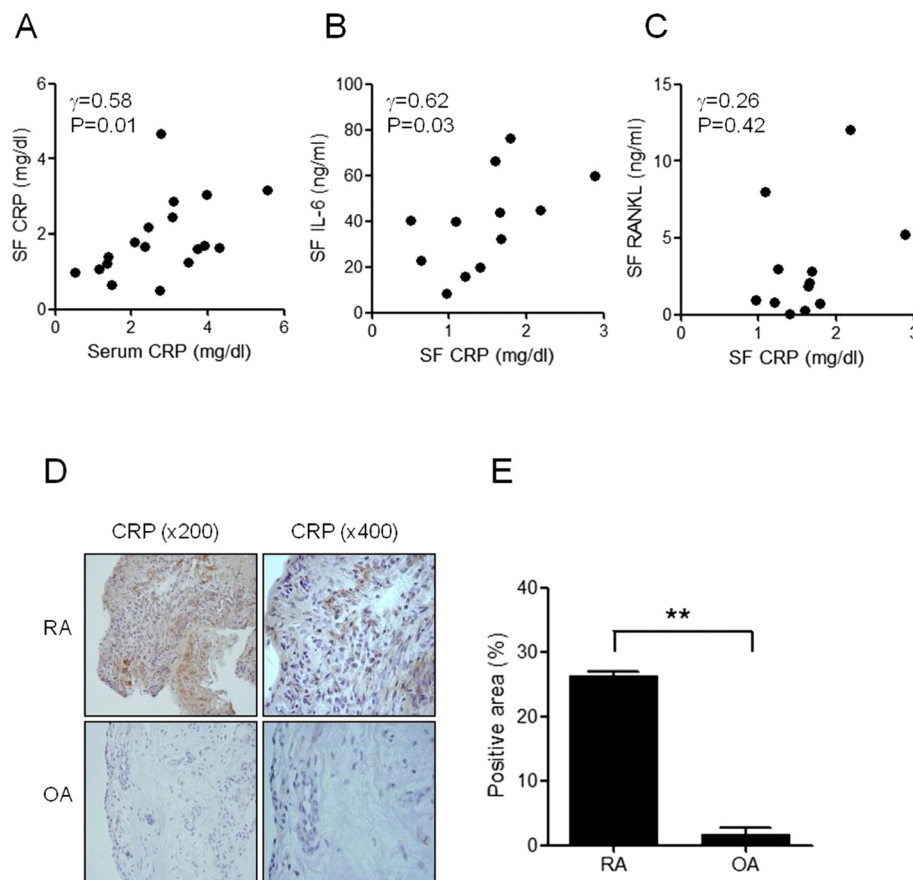 A
γ=0.58
P=0.01
SF CRP (mg/dl)
6
4
2
0
0 2 4 6
Serum CRP (mg/dl)
B
γ=0.62
P=0.03
SF IL-6 (ng/ml)
100
80
60
40
20
0
0 1 2 3
SF CRP (mg/dl)
C
γ=0.26
P=0.42
SF RANKL (ng/ml)
15
10
5
0
0 1 2 3
SF CRP (mg/dl)
D
CRP (x200) CRP (x400)
RA
OA
E
Positive area (%)
40
30
20
10
0
**
RA OA